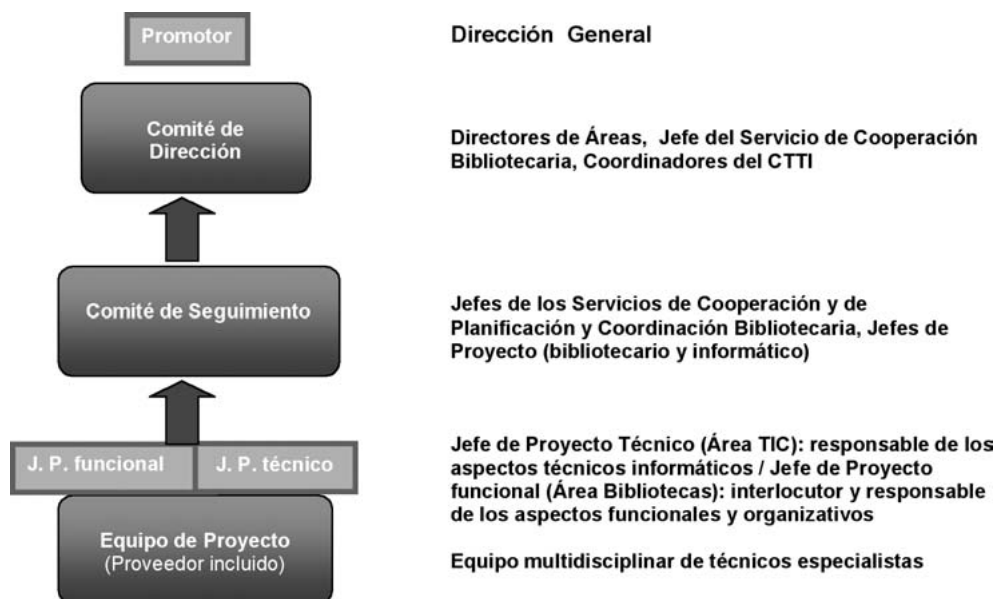 Promotor
Dirección General
Comité de
Dirección
Directores de Áreas, Jefe del Servicio de Cooperación
Bibliotecaria, Coordinadores del CTTI
Comité de Seguimiento
Jefes de los Servicios de Cooperación y de
Planificación y Coordinación Bibliotecaria, Jefes de
Proyecto (bibliotecario y informático)
J. P. funcional
J. P. técnico
Jefe de Proyecto Técnico (Área TIC): responsable de los
aspectos técnicos informáticos / Jefe de Proyecto
funcional (Área Bibliotecas): interlocutor y responsable
de los aspectos funcionales y organizativos
Equipo de Proyecto
(Proveedor incluido)
Equipo multidisciplinar de técnicos especialistas